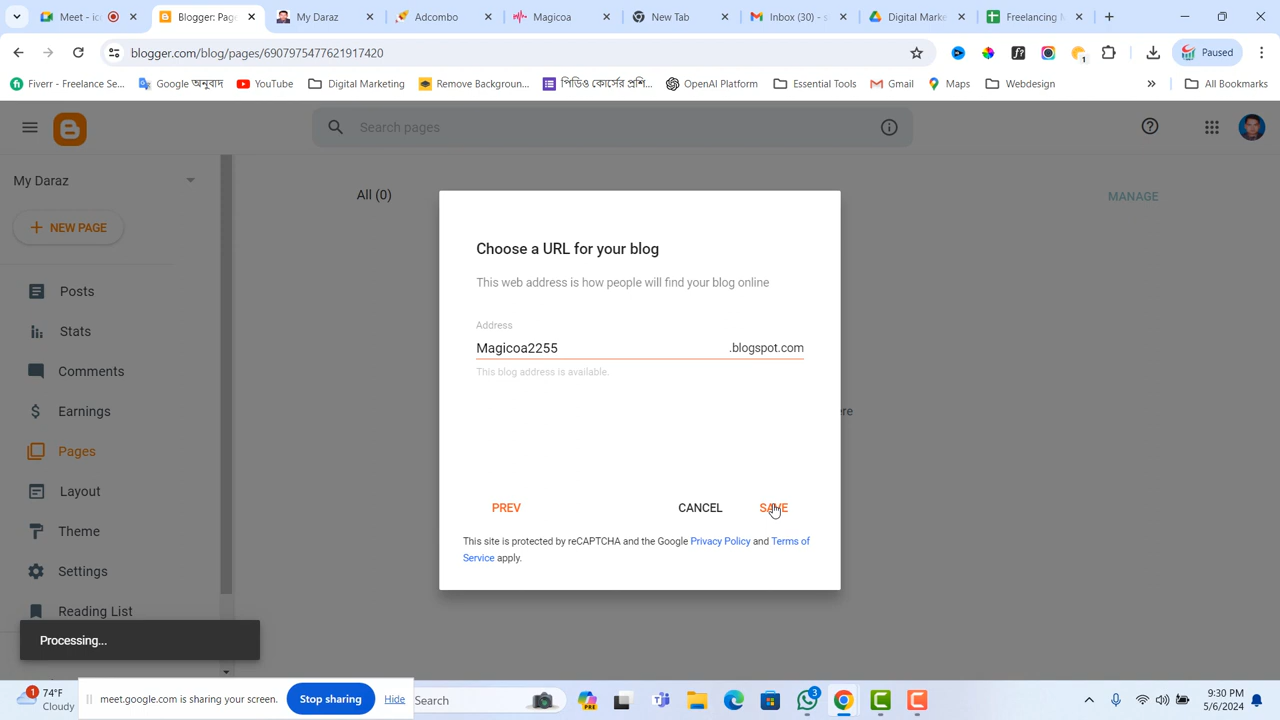 Meet - ic
Blogger: Pag
My Daraz
Adcombo
Magicoa
New Tab
Inbox (30) - s
Digital Marke
Freelancing M
blogger.com/blog/pages/6907975477621917420
Paused
1
Fiverr - Freelance Se...
Google অনুবাদ
YouTube
Digital Marketing
Remove Backgroun...
OpenAI Platform
Essential Tools
Gmail
Maps
Webdesign
All Bookmarks
Search pages
My Daraz
All (0)
MANAGE
NEW PAGE
Posts
Stats
Comments
Earnings
Pages
Layout
Theme
Settings
Reading List
Choose a URL for your blog
This web address is how people will find your blog online
Address
Magicoa2255 .blogspot.com
This blog address is available.
ere
PREV
CANCEL
SAVE
This site is protected by reCAPTCHA and the Google Privacy Policy and Terms of
Service apply.
Processing...
1
74°F
Cloudy
meet.google.com is sharing your screen.
Stop sharing
Hide
Search
PRE
3
9:30 PM
5/6/2024